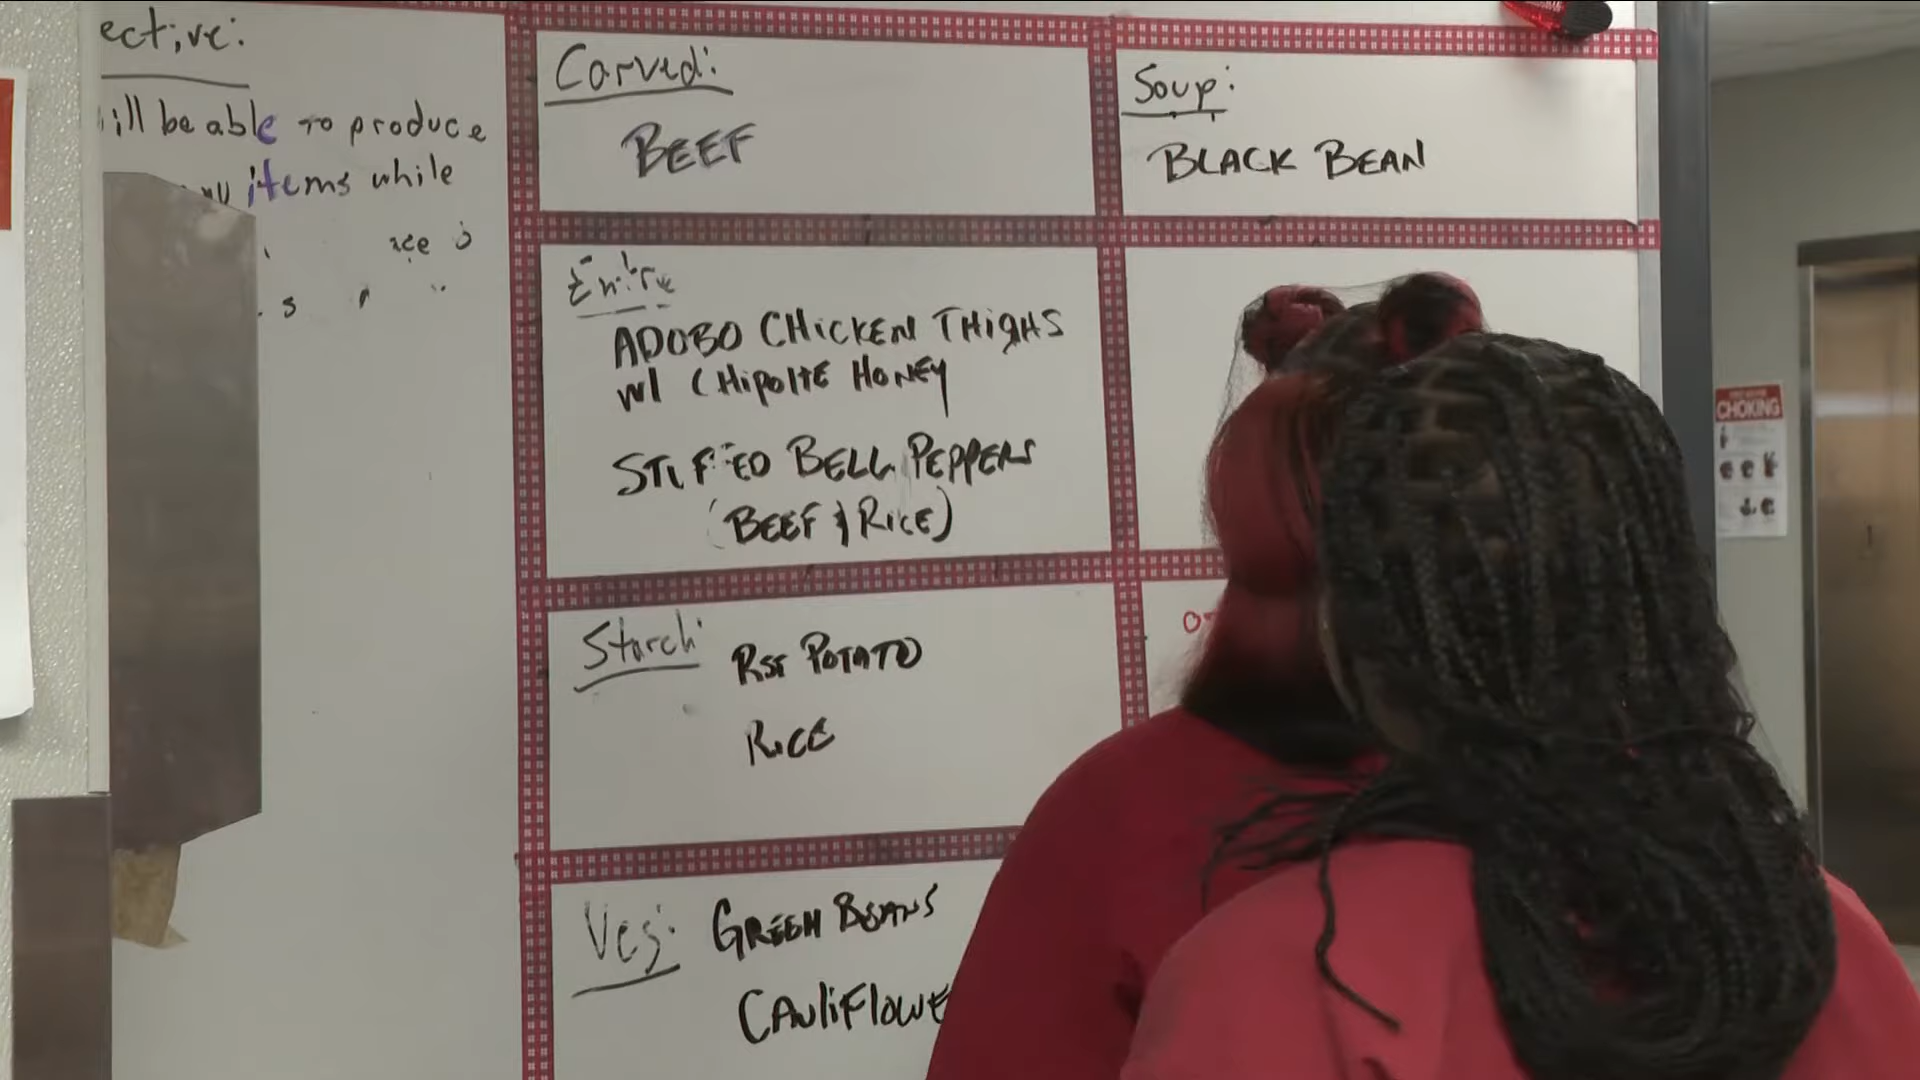 ective:
ill be able to produce
items while
Carved:
BEEF
Soup:
BLACK BEAN
Entre
ADOBO CHICKEN THIGHS
w/ CHIPOLTE HONEY
STUFFED BELL PEPPERS
(BEEF & RICE)
Starch:
RST POTATO
RICE
Veg:
GREEN BEANS
CAULIFLOWE
CHOKING